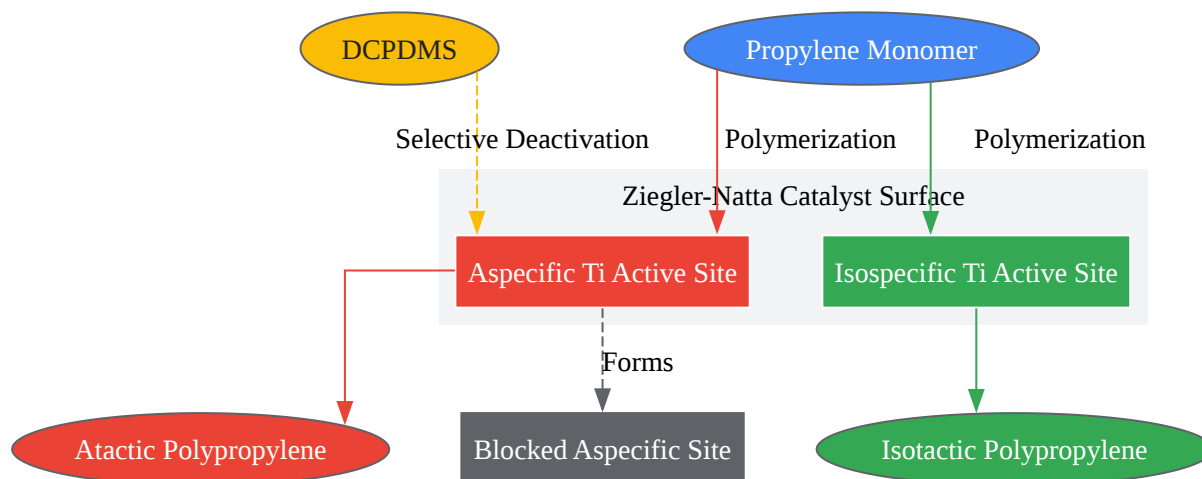 DCPDMS
Propylene Monomer
Selective Deactivation
Polymerization
Polymerization
Ziegler-Natta Catalyst Surface
Aspecific Ti Active Site
Isospecific Ti Active Site
Forms
Atactic Polypropylene
Blocked Aspecific Site
Isotactic Polypropylene